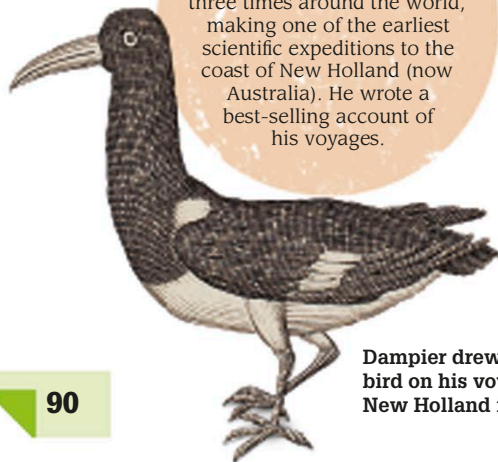 three times around the world,
making one of the earliest
scientific expeditions to the
coast of New Holland (now
Australia). He wrote a
best-selling account of
his voyages.
Dampier drew
bird on his
New Holland
90